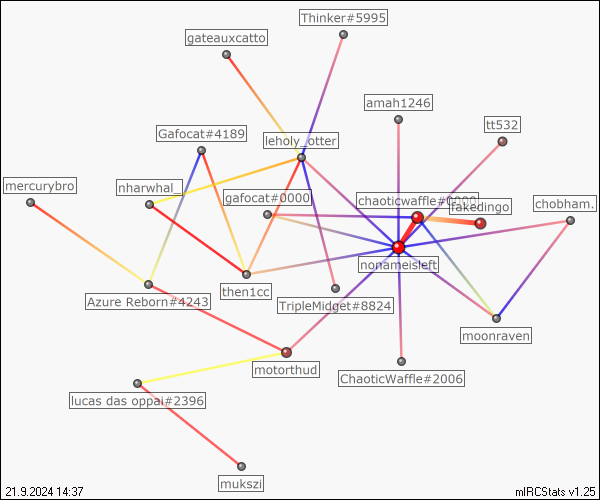 Thinker#5995
gateauxcatto
amah1246
tt532
Gafocat#4189
leholy_otter
mercurybro
nharwhal_
gafocat#0000
chaoticwaffle#0000
fakedingo
chobham.
nonameisleft
then1cc
Azure Reborn#4243
TripleMidget#8824
moonraven
motorthud
ChaoticWaffle#2006
lucas das oppai#2396
mukszi
21.9.2024 14:37
mIRCStats v1.25